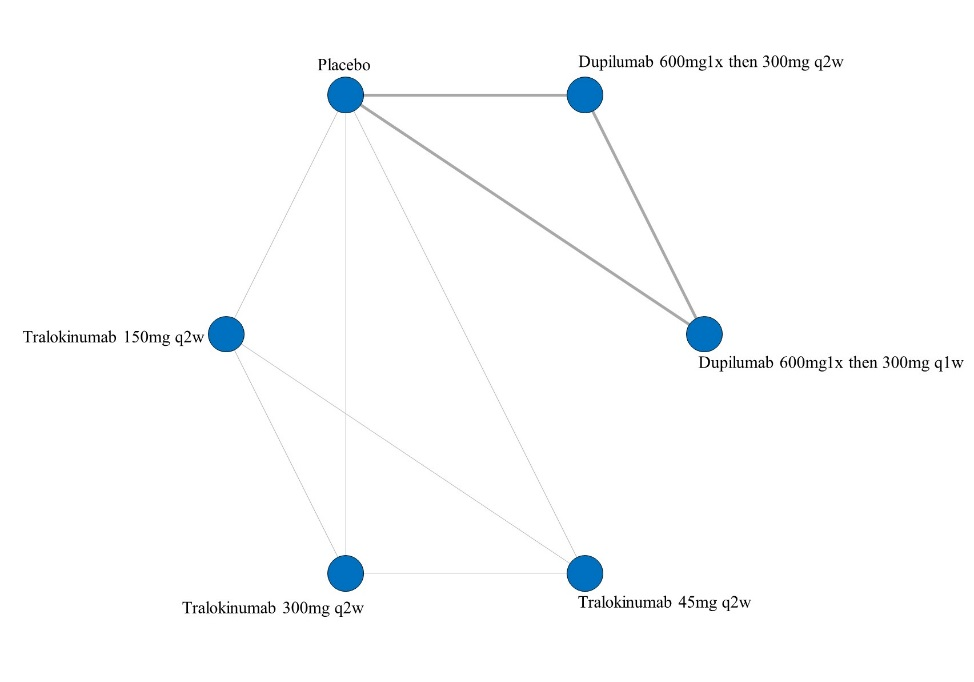 Dupilumab 600mg1x then 300mg q2w
Placebo
Tralokinumab 150mg q2w
Dupilumab 600mg1x then 300mg q1w
Tralokinumab 45mg q2w
Tralokinumab 300mg q2w